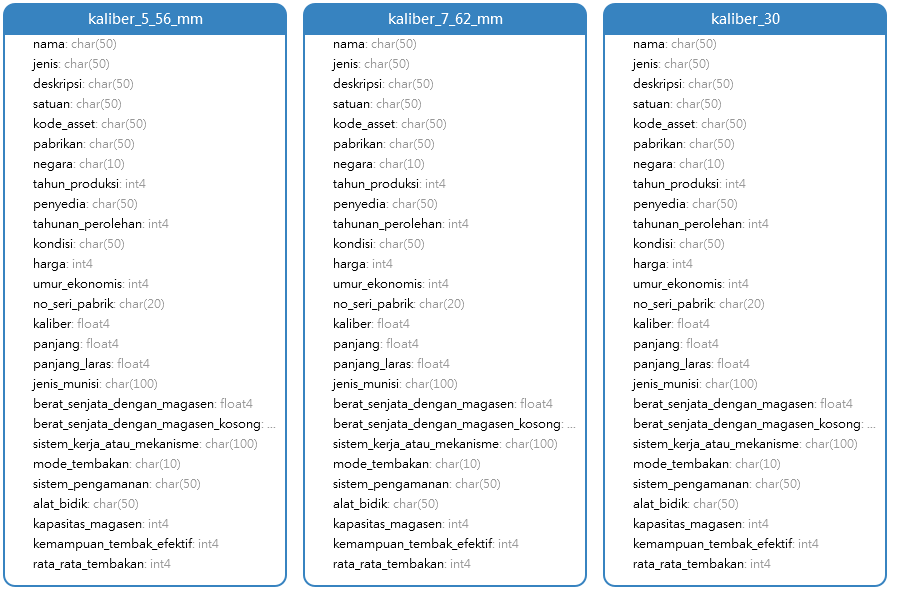 kaliber_5_56_mm
nama: char(50)
jenis: char(50)
deskripsi: char(50)
satuan: char(50)
kode_asset: char(50)
pabrikan: char(50)
negara: char(10)
tahun_produksi: int4
penyedia: char(50)
tahunan_perolehan: int4
kondisi: char(50)
harga: int4
umur_ekonomis: int4
no_seri_pabrik: char(20)
kaliber: float4
panjang: float4
panjang_laras: float4
jenis_munisi: char(100)
berat_senjata_dengan_magasen: float4
berat_senjata_dengan_magasen_kosong: ...
sistem_kerja_atau_mekanisme: char(100)
mode_tembakan: char(10)
sistem_pengamanan: char(50)
alat_bidik: char(50)
kapasitas_magasen: int4
kemampuan_tembak_efektif: int4
rata_rata_tembakan: int4
kaliber_7_62_mm
nama: char(50)
jenis: char(50)
deskripsi: char(50)
satuan: char(50)
kode_asset: char(50)
pabrikan: char(50)
negara: char(10)
tahun_produksi: int4
penyedia: char(50)
tahunan_perolehan: int4
kondisi: char(50)
harga: int4
umur_ekonomis: int4
no_seri_pabrik: char(20)
kaliber: float4
panjang: float4
panjang_laras: float4
jenis_munisi: char(100)
berat_senjata_dengan_magasen: float4
berat_senjata_dengan_magasen_kosong: ...
sistem_kerja_atau_mekanisme: char(100)
mode_tembakan: char(10)
sistem_pengamanan: char(50)
alat_bidik: char(50)
kapasitas_magasen: int4
kemampuan_tembak_efektif: int4
rata_rata_tembakan: int4
kaliber_30
nama: char(50)
jenis: char(50)
deskripsi: char(50)
satuan: char(50)
kode_asset: char(50)
pabrikan: char(50)
negara: char(10)
tahun_produksi: int4
penyedia: char(50)
tahunan_perolehan: int4
kondisi: char(50)
harga: int4
umur_ekonomis: int4
no_seri_pabrik: char(20)
kaliber: float4
panjang: float4
panjang_laras: float4
jenis_munisi: char(100)
berat_senjata_dengan_magasen: float4
berat_senjata_dengan_magasen_kosong: ...
sistem_kerja_atau_mekanisme: char(100)
mode_tembakan: char(10)
sistem_pengamanan: char(50)
alat_bidik: char(50)
kapasitas_magasen: int4
kemampuan_tembak_efektif: int4
rata_rata_tembakan: int4